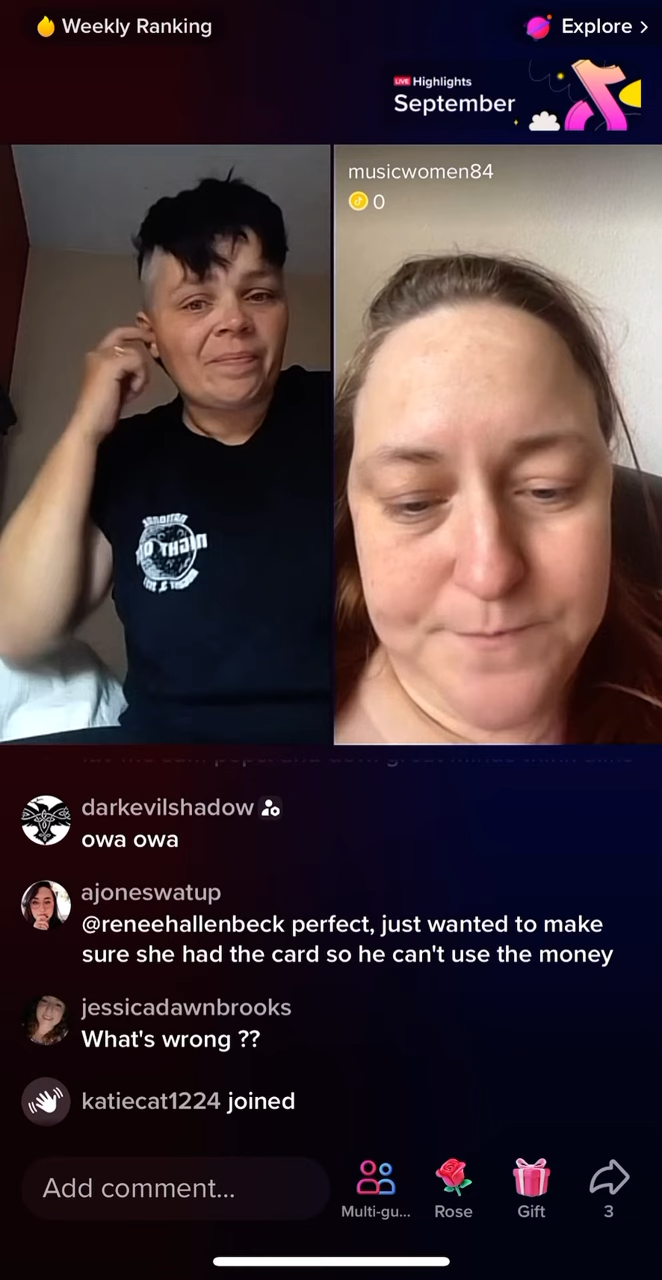 Weekly Ranking
Explore >
LIVE Highlights
September
musicwomen84
0
darkevilshadow
owa owa
ajoneswatup
@reneehallenbeck perfect, just wanted to make
sure she had the card so he can't use the money
jessicadawnbrooks
What's wrong ??
katiecat1224 joined
Add comment...
Multi-gu...
Rose
Gift
3